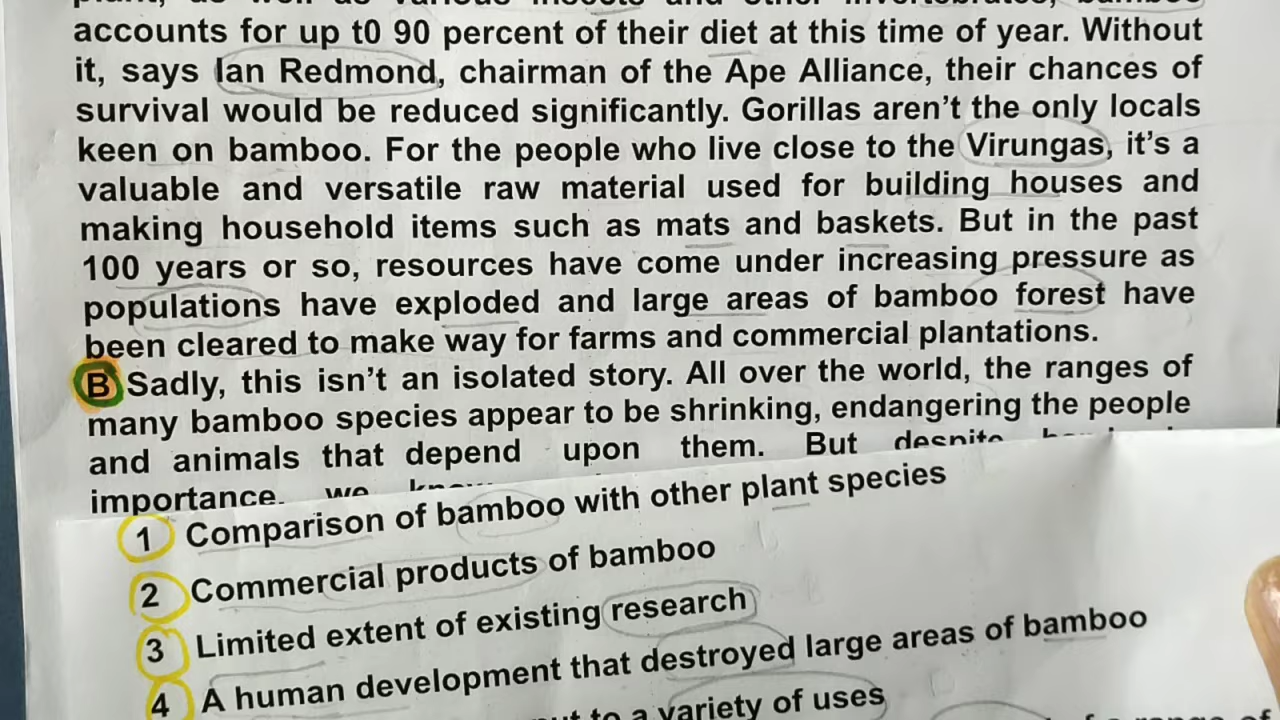 accounts for up t0 90 percent of their diet at this time of year. Without
it, says Ian Redmond, chairman of the Ape Alliance, their chances of
survival would be reduced significantly. Gorillas aren't the only locals
keen on bamboo. For the people who live close to the Virungas, it's a
valuable and versatile raw material used for building houses and
making household items such as mats and baskets. But in the past
100 years or so, resources have come under increasing pressure as
populations have exploded and large areas of bamboo forest have
been cleared to make way for farms and commercial plantations.
B Sadly, this isn't an isolated story. All over the world, the ranges of
many bamboo species appear to be shrinking, endangering the people
and animals that depend upon them. But despite
importance, we
1 Comparison of bamboo with other plant species
2 Commercial products of bamboo
3 Limited extent of existing research
4 A human development that destroyed large areas of bamboo
to a variety of uses